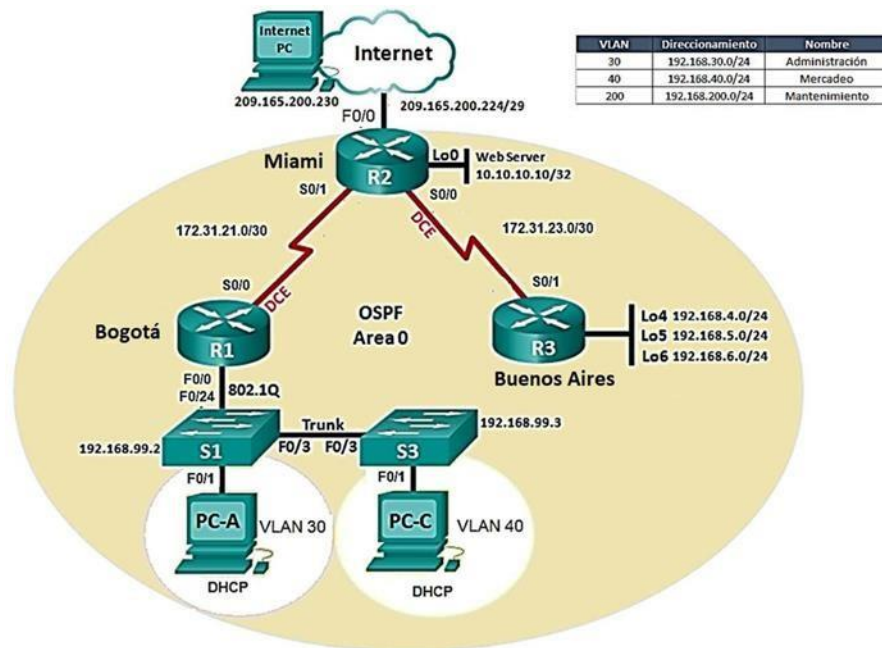 Internet
PC
Internet
209.165.200.230
209.165.200.224/29
F0/0
VLAN Direccionamiento Nombre
30 192.168.30.0/24 Administración
40 192.168.40.0/24 Mercadeo
200 192.168.200.0/24 Mantenimiento
Miami
R2
Lo0
Web Server
10.10.10.10/32
S0/1
S0/0
DCE
172.31.21.0/30
172.31.23.0/30
S0/0
DCE
S0/1
Bogotá
R1
OSPF
Area 0
R3
Buenos Aires
Lo4 192.168.4.0/24
Lo5 192.168.5.0/24
Lo6 192.168.6.0/24
F0/0
F0/24
802.1Q
192.168.99.2
S1
Trunk
F0/3 F0/3
S3
192.168.99.3
F0/1
F0/1
PC-A
VLAN 30
DHCP
PC-C
VLAN 40
DHCP